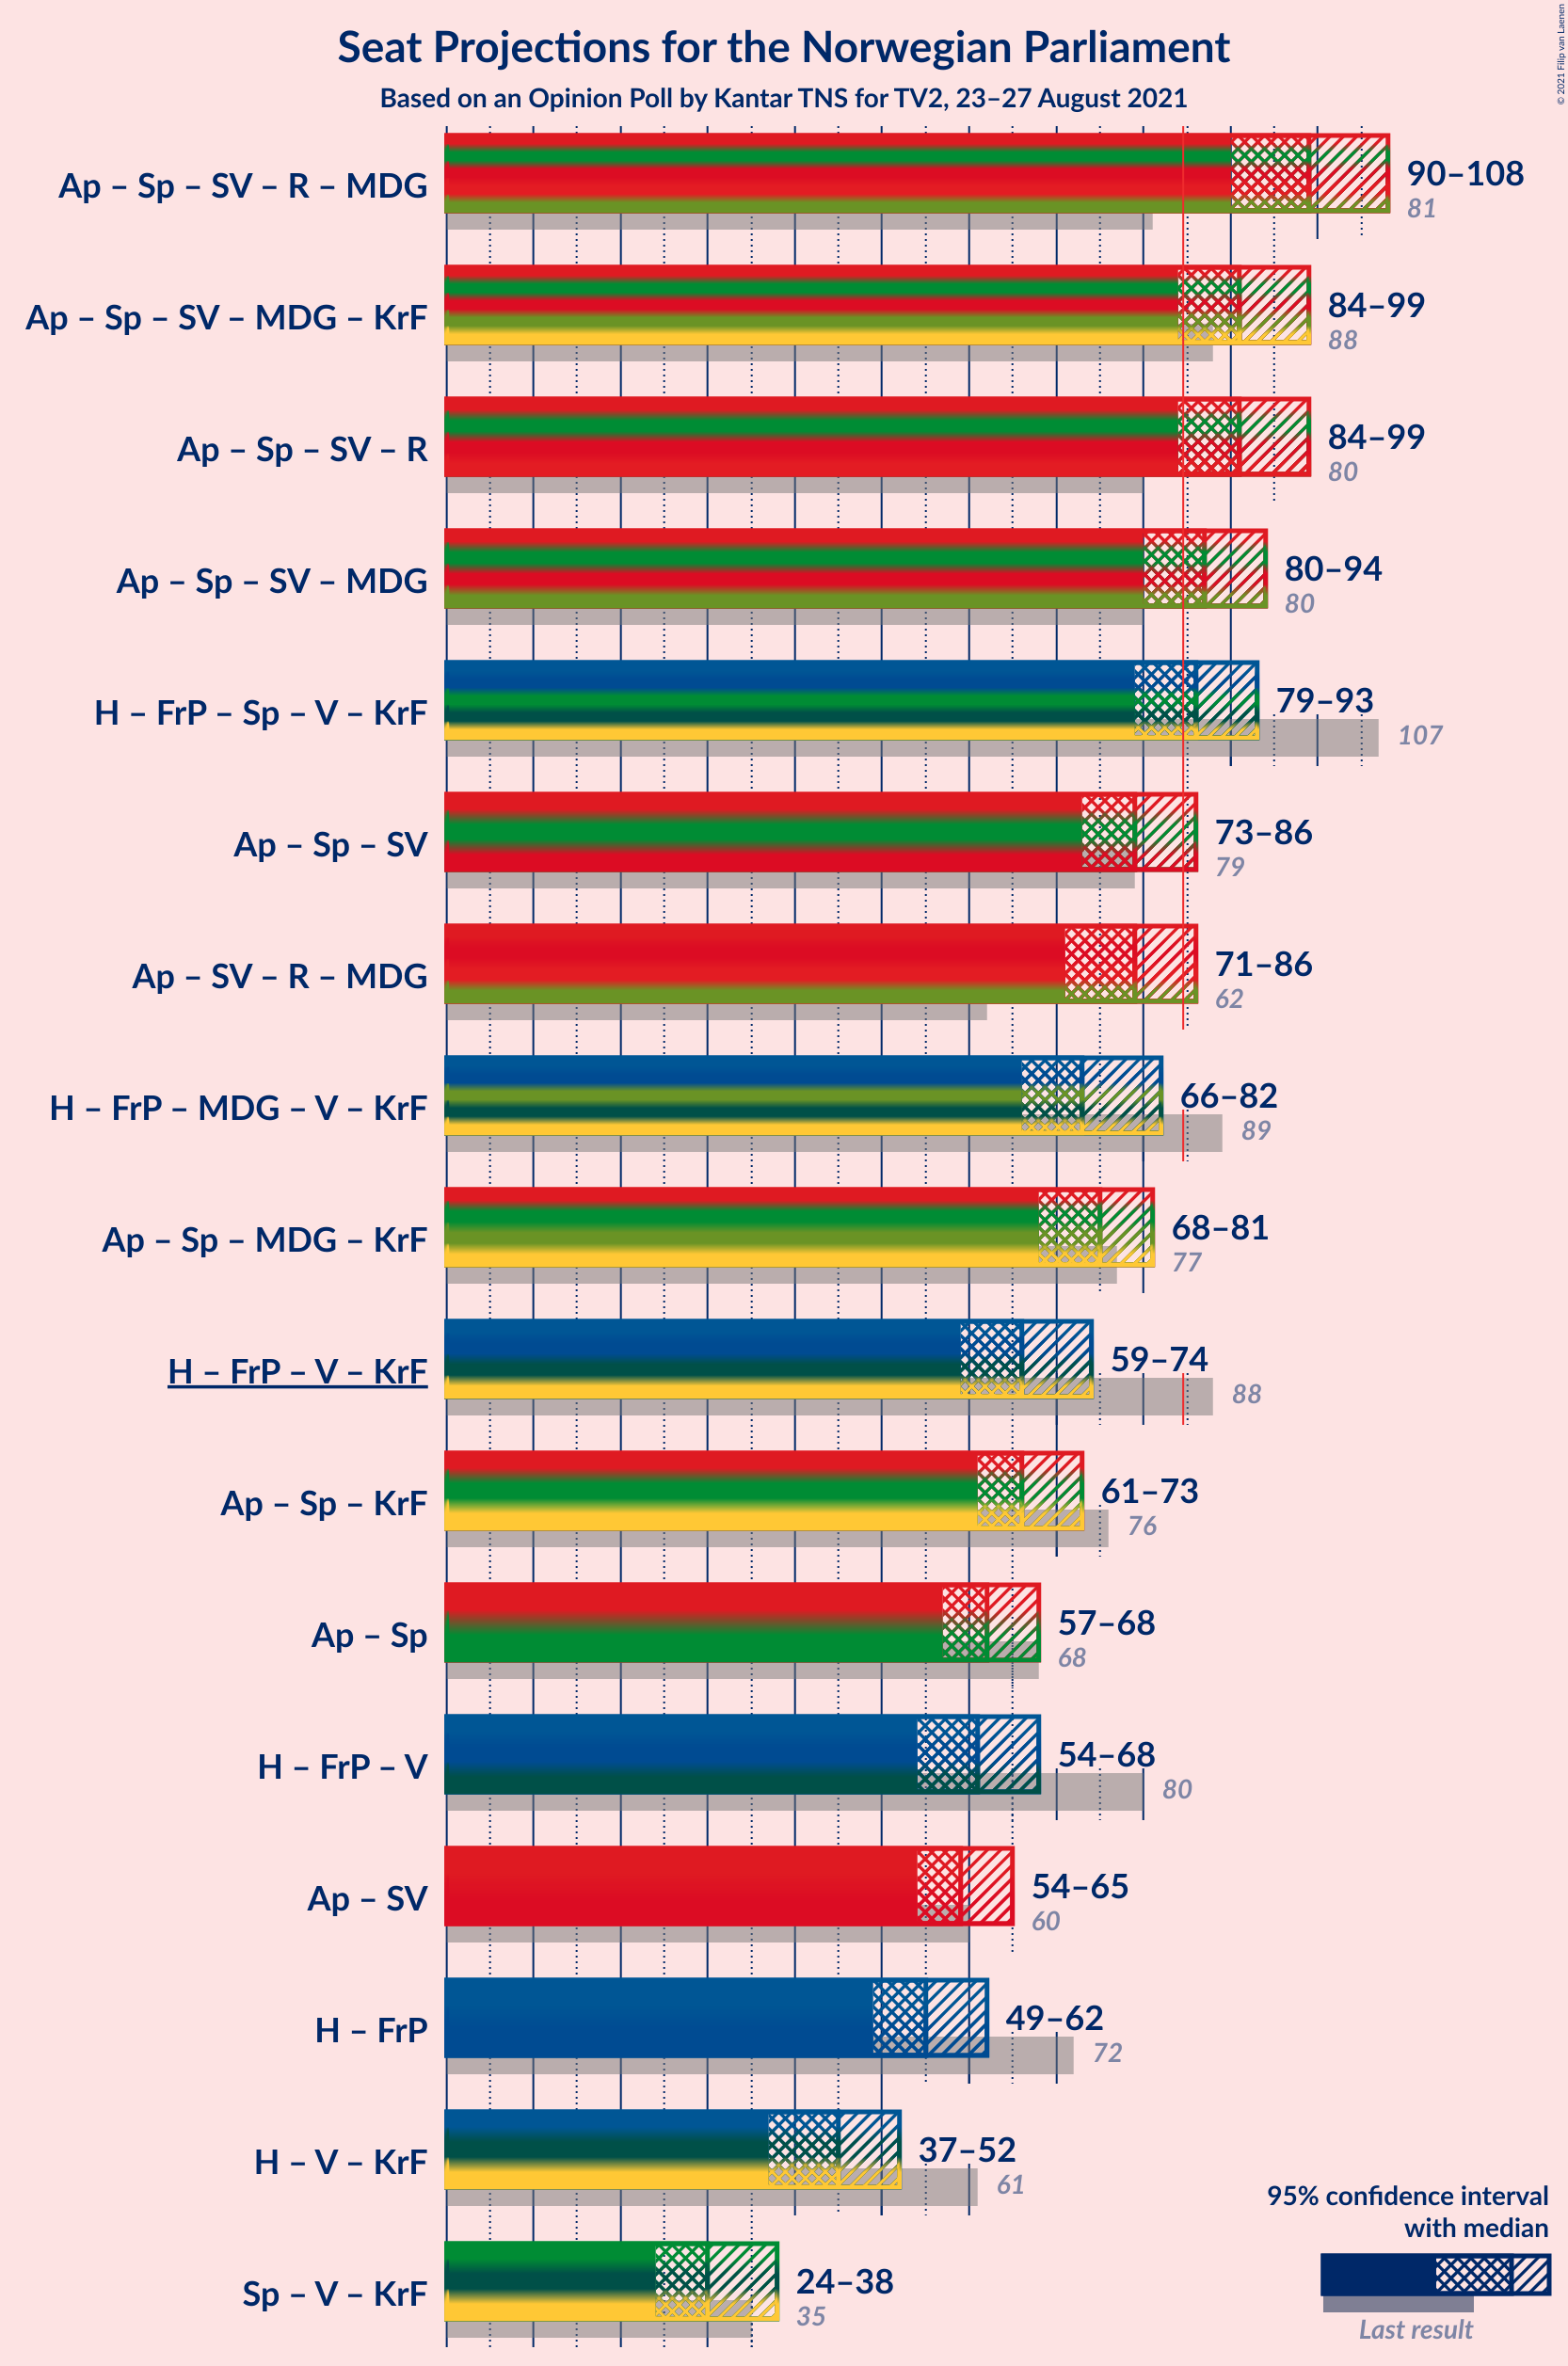 Seat Projections for the Norwegian Parliament
Based on an Opinion Poll by Kantar TNS for TV2, 23–27 August 2021
© 2021 Filip van Laenen
Ap – Sp – SV – R – MDG
90–108
81
Ap – Sp – SV – MDG – KrF
84–99
88
Ap – Sp – SV – R
84–99
80
Ap – Sp – SV – MDG
80–94
80
H – FrP – Sp – V – KrF
79–93
107
Ap – Sp – SV
73–86
79
Ap – SV – R – MDG
71–86
62
H – FrP – MDG – V – KrF
66–82
89
Ap – Sp – MDG – KrF
68–81
77
H – FrP – V – KrF
59–74
88
Ap – Sp – KrF
61–73
76
Ap – Sp
57–68
68
H – FrP – V
54–68
80
Ap – SV
54–65
60
H – FrP
49–62
72
H – V – KrF
37–52
61
Sp – V – KrF
24–38
35
95% confidence interval
with median
Last result